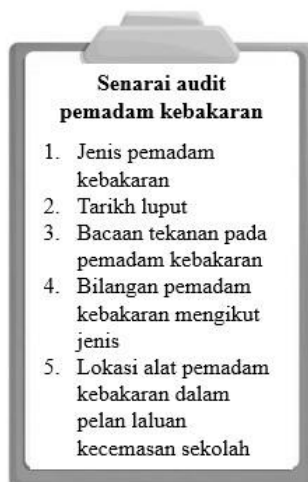 Senarai audit
pemadam kebakaran
1. Jenis pemadam
kebakaran
2. Tarikh luput
3. Bacaan tekanan pada
pemadam kebakaran
4. Bilangan pemadam
kebakaran mengikut
jenis
5. Lokasi alat pemadam
kebakaran dalam
pelan laluan
kecemasan sekolah